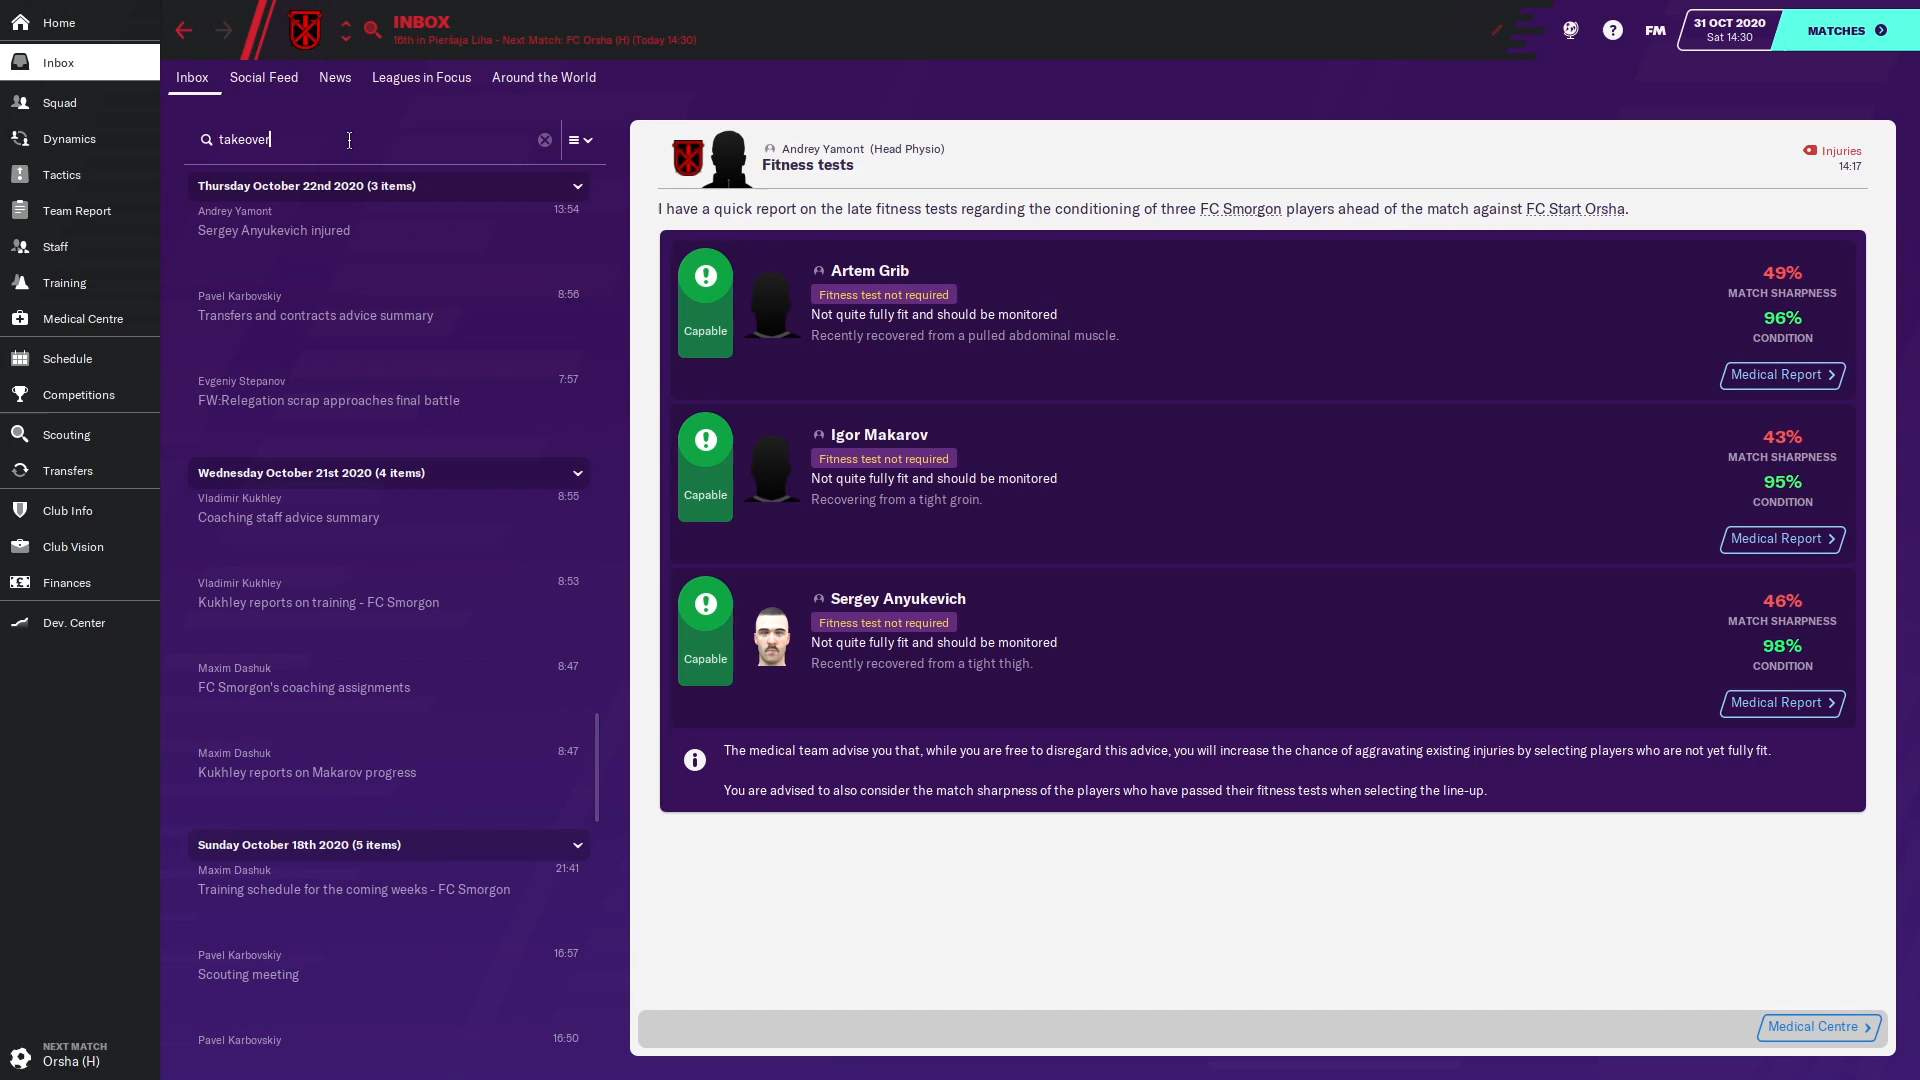 Home
Inbox
Squad
Dynamics
Tactics
Team Report
Staff
Training
Medical Centre
Schedule
Competitions
Scouting
Transfers
Club Info
Club Vision
Finances
Dev. Center
NEXT MATCH
Orsha (H)
INBOX
16th in Pieršaja Liha - Next Match: FC Orsha (H) (Today 14:30)
FM
31 OCT 2020
Sat 14:30
MATCHES
Inbox Social Feed News Leagues in Focus Around the World
takeover
Thursday October 22nd 2020 (3 items)
Andrey Yamont 13:54
Sergey Anyukevich injured
Pavel Karbovskiy 8:56
Transfers and contracts advice summary
Evgeniy Stepanov 7:57
FW:Relegation scrap approaches final battle
Wednesday October 21st 2020 (4 items)
Vladimir Kukhley 8:55
Coaching staff advice summary
Vladimir Kukhley 8:53
Kukhley reports on training - FC Smorgon
Maxim Dashuk 8:47
FC Smorgon's coaching assignments
Maxim Dashuk 8:47
Kukhley reports on Makarov progress
Sunday October 18th 2020 (5 items)
Maxim Dashuk 21:41
Training schedule for the coming weeks - FC Smorgon
Pavel Karbovskiy 16:57
Scouting meeting
Pavel Karbovskiy 16:50
Andrey Yamont (Head Physio)
Fitness tests
Injuries
14:17
I have a quick report on the late fitness tests regarding the conditioning of three FC Smorgon players ahead of the match against FC Start Orsha.
Capable
Artem Grib
Fitness test not required
Not quite fully fit and should be monitored
Recently recovered from a pulled abdominal muscle.
49%
MATCH SHARPNESS
96%
CONDITION
Medical Report
Capable
Igor Makarov
Fitness test not required
Not quite fully fit and should be monitored
Recovering from a tight groin.
43%
MATCH SHARPNESS
95%
CONDITION
Medical Report
Capable
Sergey Anyukevich
Fitness test not required
Not quite fully fit and should be monitored
Recently recovered from a tight thigh.
46%
MATCH SHARPNESS
98%
CONDITION
Medical Report
The medical team advise you that, while you are free to disregard this advice, you will increase the chance of aggravating existing injuries by selecting players who are not yet fully fit.
You are advised to also consider the match sharpness of the players who have passed their fitness tests when selecting the line-up.
Medical Centre